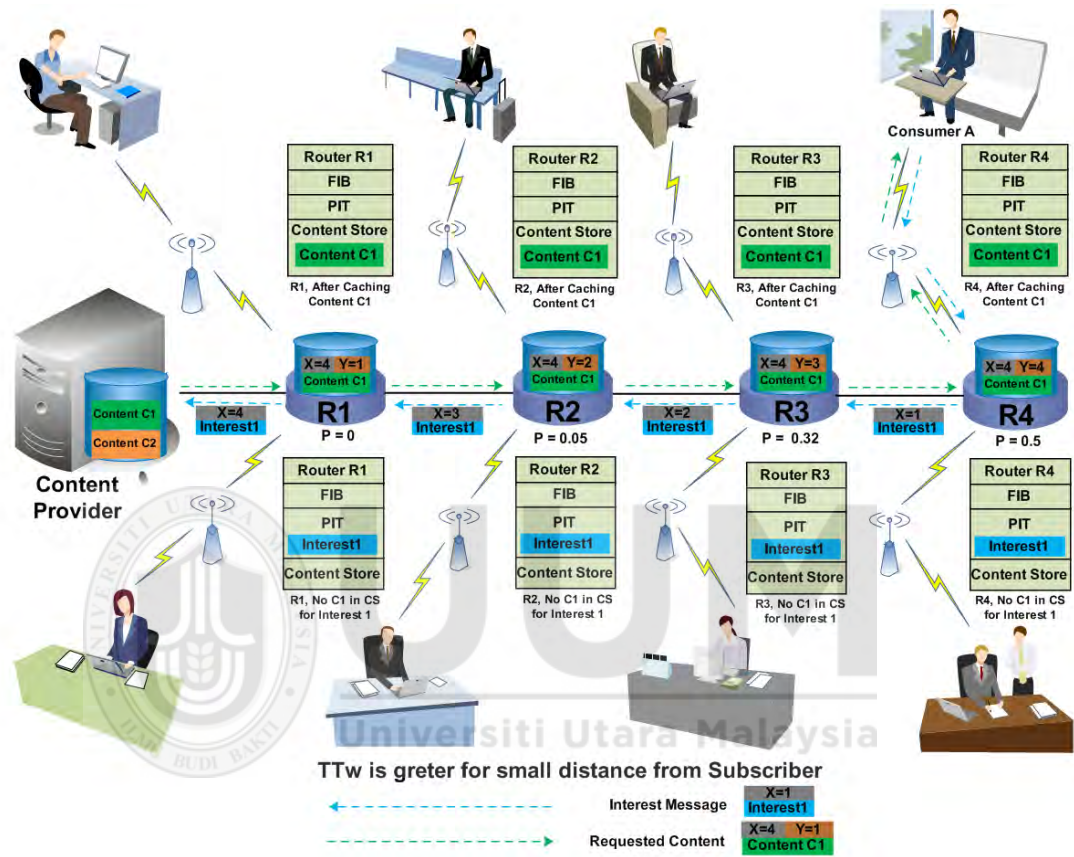 Consumer A
Router R1
FIB
PIT
Content Store
Content C1
R1, After Caching
Content C1
Router R2
FIB
PIT
Content Store
Content C1
R2, After Caching
Content C1
Router R3
FIB
PIT
Content Store
Content C1
R3, After Caching
Content C1
Router R4
FIB
PIT
Content Store
Content C1
R4, After Caching
Content C1
Content C1
Content C2
Content
Provider
X=4 Y=1
Content C1
R1
P = 0
X=4 Y=2
Content C1
R2
P = 0.05
X=4 Y=3
Content C1
R3
P = 0.32
X=4 Y=4
Content C1
R4
P = 0.5
X=4
Interest1
X=3
Interest1
X=2
Interest1
X=1
Interest1
Router R1
FIB
PIT
Interest1
Content Store
R1, No C1 in CS
for Interest 1
Router R2
FIB
PIT
Interest1
Content Store
R2, No C1 in CS
for Interest 1
Router R3
FIB
PIT
Interest1
Content Store
R3, No C1 in CS
for Interest 1
Router R4
FIB
PIT
Interest1
Content Store
R4, No C1 in CS
for Interest 1
UUM
Universiti Utara Malaysia
UNIVERSITI UTARA MALAYSIA
ILMU BUDI BAKTI
TTw is greter for small distance from Subscriber
Interest Message
X=1
Interest1
Requested Content
X=4 Y=1
Content C1